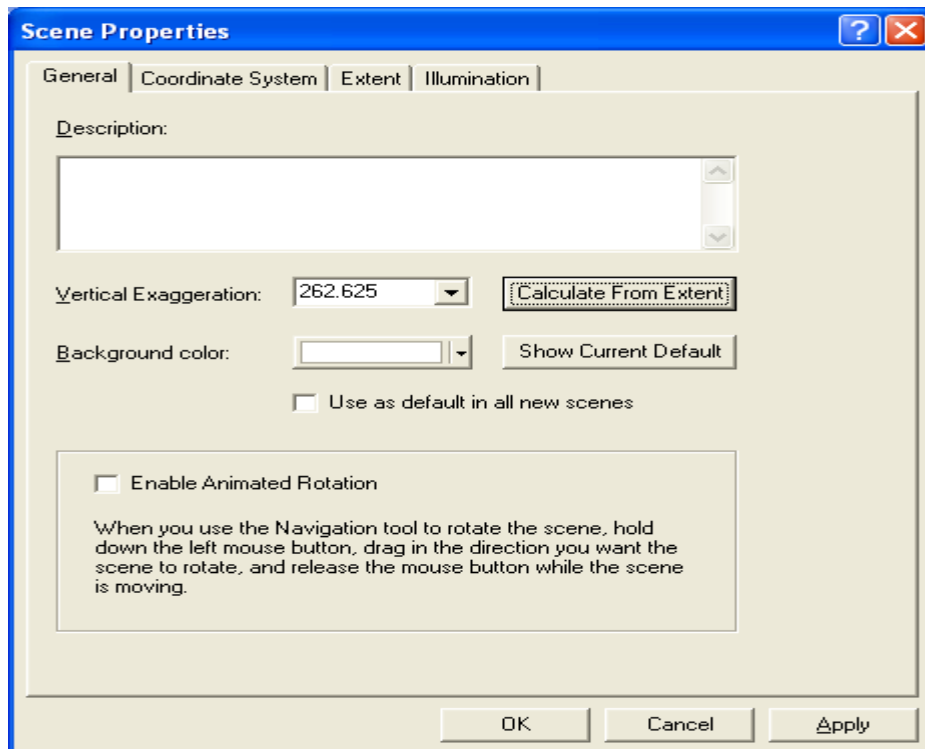 Scene Properties
General Coordinate System Extent Illumination
Description:
Vertical Exaggeration: 262.625 Calculate From Extent
Background color: Show Current Default
Use as default in all new scenes
Enable Animated Rotation
When you use the Navigation tool to rotate the scene, hold
down the left mouse button, drag in the direction you want the
scene to rotate, and release the mouse button while the scene
is moving.
OK Cancel Apply